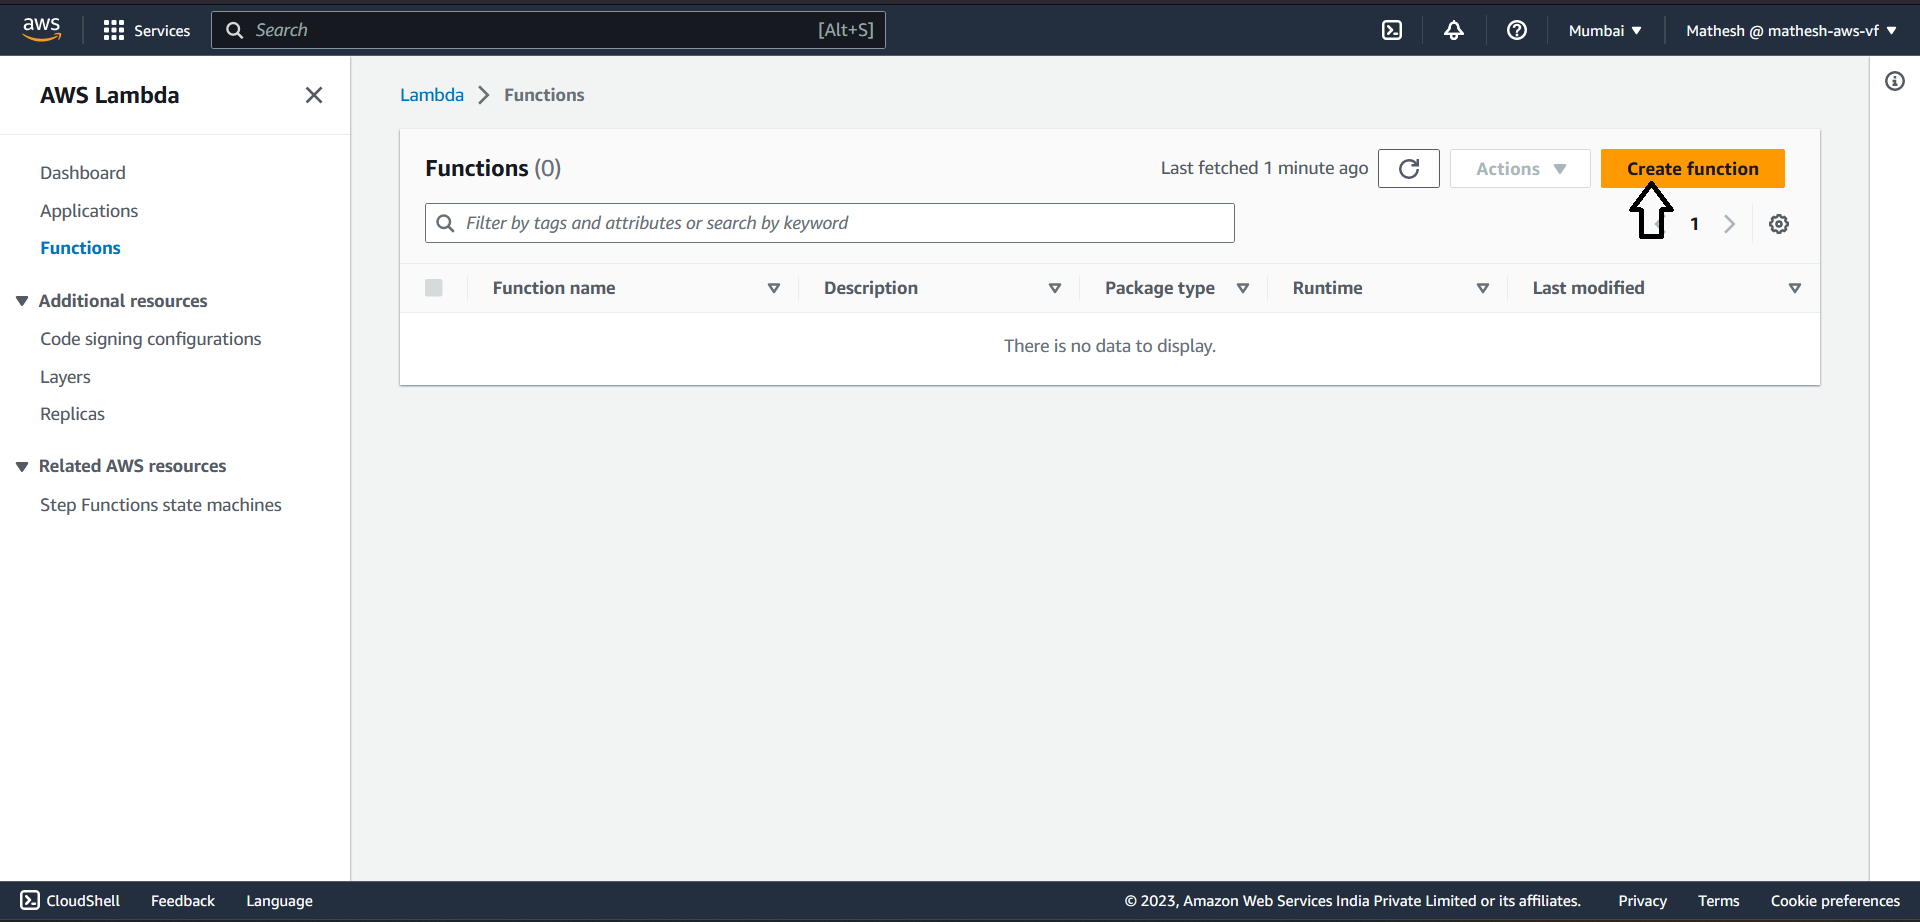 aws
Services
Search [Alt+S]
Mumbai
Mathesh @ mathesh-aws-vf
AWS Lambda
Dashboard
Applications
Functions
Additional resources
Code signing configurations
Layers
Replicas
Related AWS resources
Step Functions state machines
Lambda Functions
Functions (0)
Last fetched 1 minute ago
Actions
Create function
Filter by tags and attributes or search by keyword
1
Function name Description Package type Runtime Last modified
There is no data to display.
CloudShell Feedback Language © 2023, Amazon Web Services India Private Limited or its affiliates. Privacy Terms Cookie preferences